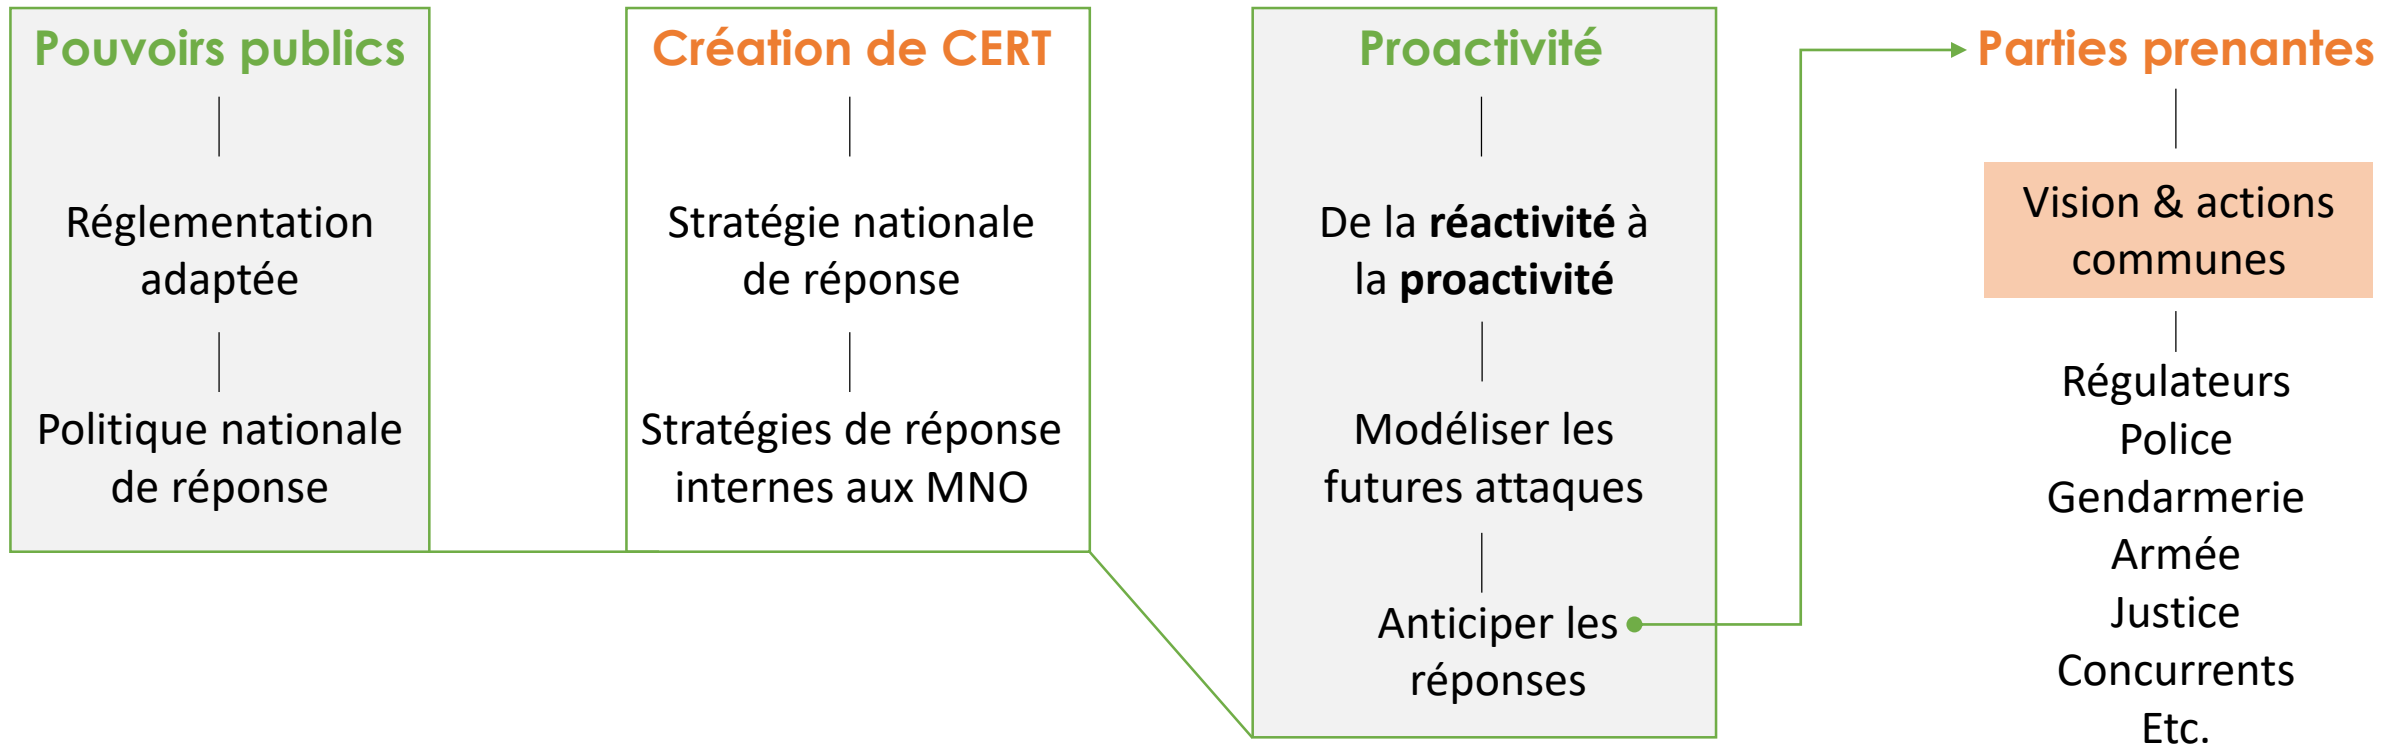 Pouvoirs publics
Réglementation
adaptée
Politique nationale
de réponse
Création de CERT
Stratégie nationale
de réponse
Stratégies de réponse
internes aux MNO
Proactivité
De la réactivité à
la proactivité
Modéliser les
futures attaques
Anticiper les
réponses
Parties prenantes
Vision & actions
communes
Régulateurs
Police
Gendarmerie
Armée
Justice
Concurrents
Etc.